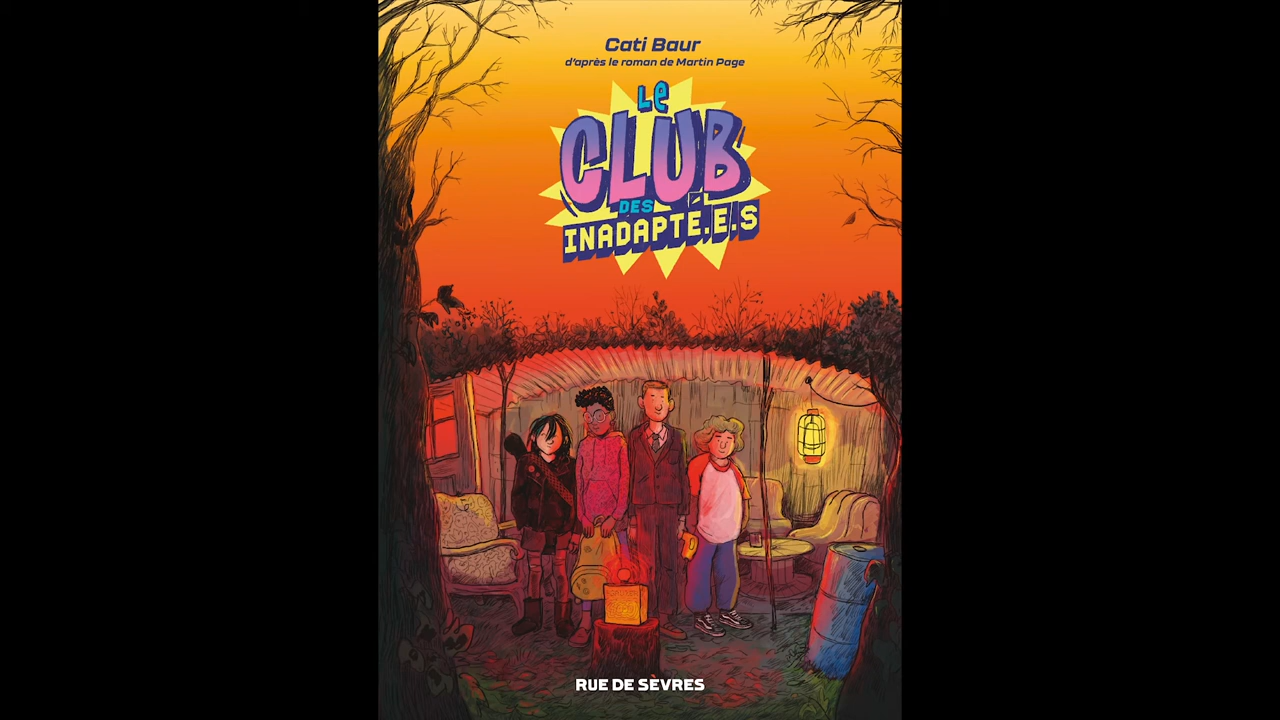 Cati Baur
d'après le roman de Martin Page
Le
CLUB
DES
INADAPTÉ.E.S
RUE DE SÈVRES